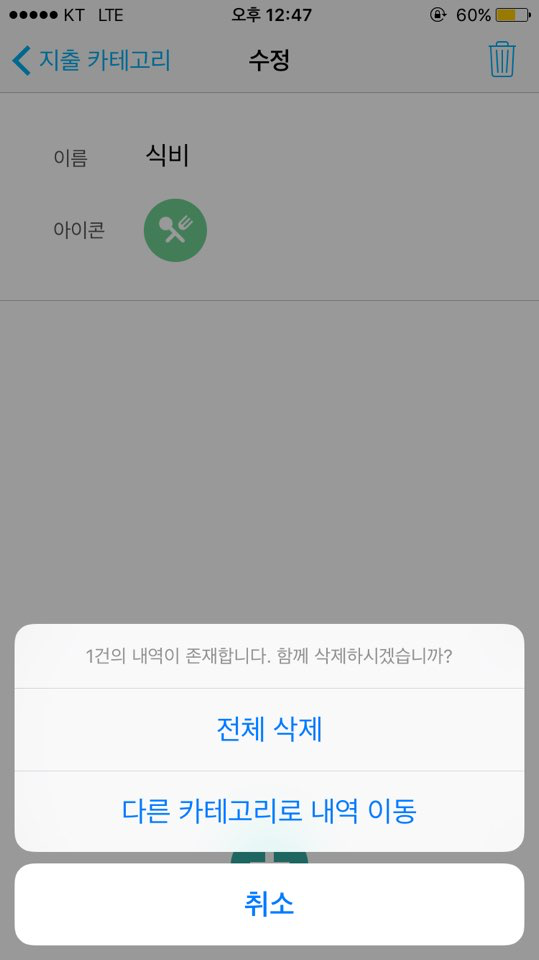 KT LTE 오후 12:47 60%
지출 카테고리 수정
이름 식비
아이콘
1건의 내역이 존재합니다. 함께 삭제하시겠습니까?
전체 삭제
다른 카테고리로 내역 이동
취소